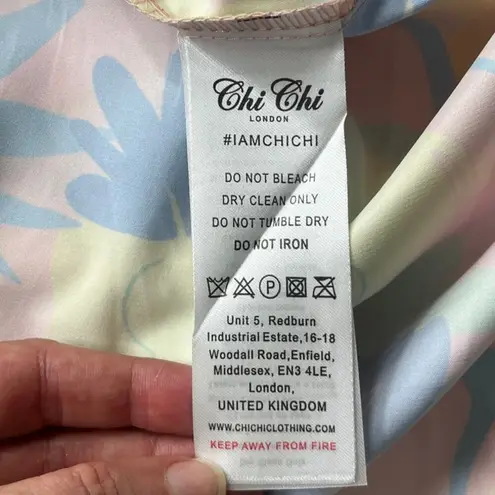 Chi Chi
LONDON
#IAMCHICHI
DO NOT BLEACH
DRY CLEAN ONLY
DO NOT TUMBLE DRY
DO NOT IRON
P
Unit 5, Redburn
Industrial Estate,16-18
Woodall Road,Enfield,
Middlesex, EN3 4LE,
London,
UNITED KINGDOM
WWW.CHICHICLOTHING.COM
KEEP AWAY FROM FIRE